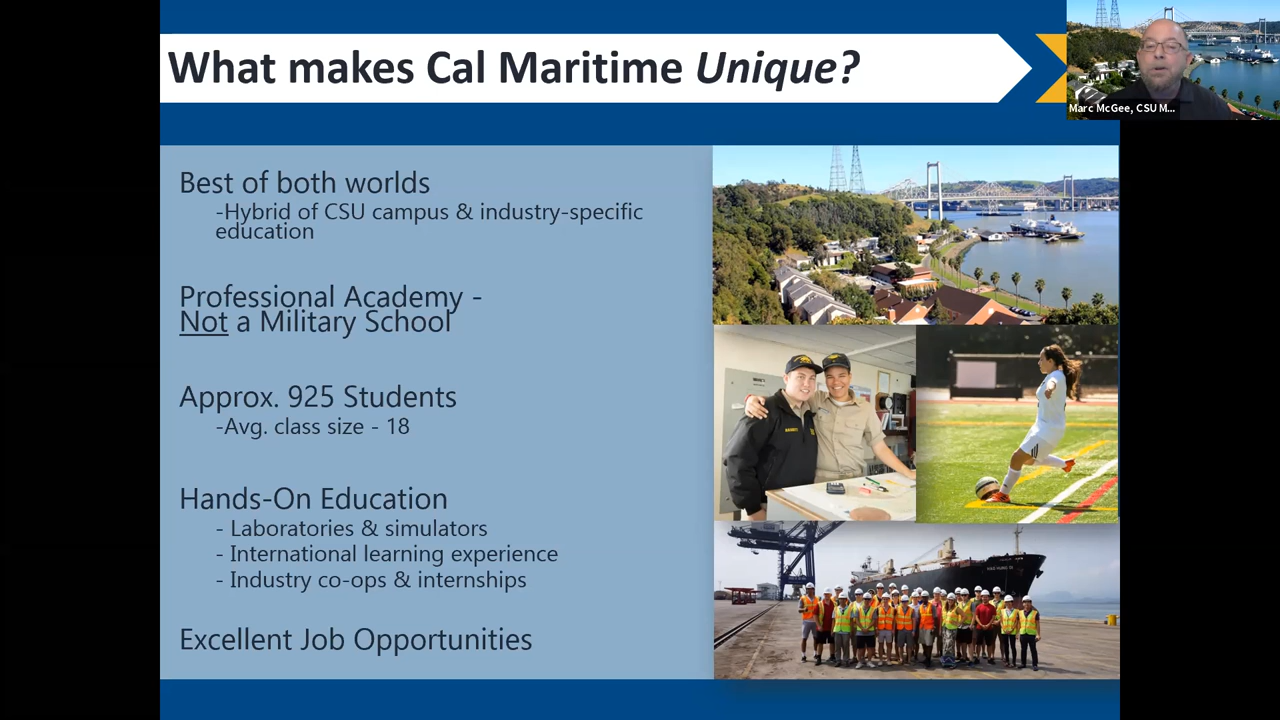 What makes Cal Maritime Unique?
Marc McGee, CSU M...
Best of both worlds
-Hybrid of CSU campus & industry-specific
education
Professional Academy -
Not a Military School
Approx. 925 Students
-Avg. class size - 18
Hands-On Education
- Laboratories & simulators
- International learning experience
- Industry co-ops & internships
Excellent Job Opportunities